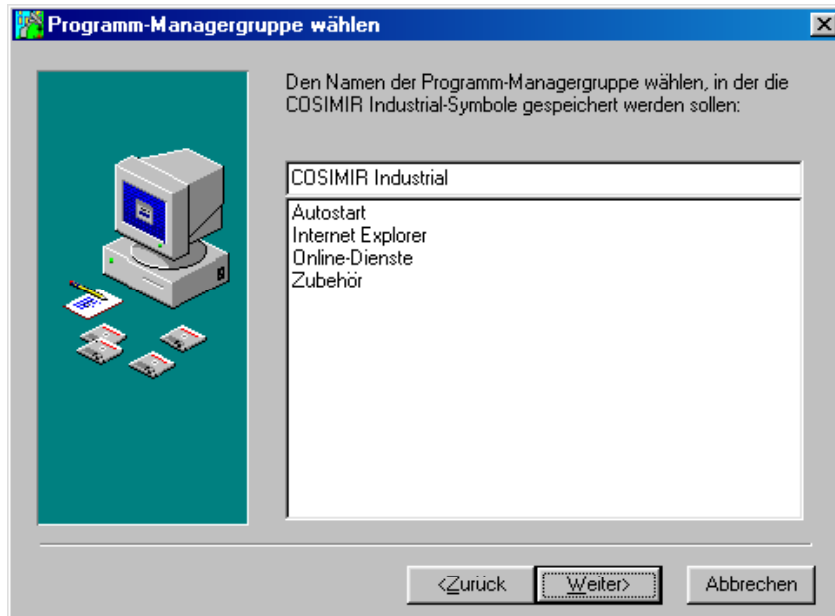 Programm-Managergruppe wählen
Den Namen der Programm-Managergruppe wählen, in der die
COSIMIR Industrial-Symbole gespeichert werden sollen:
COSIMIR Industrial
Autostart
Internet Explorer
Online-Dienste
Zubehör
<Zurück
Weiter>
Abbrechen